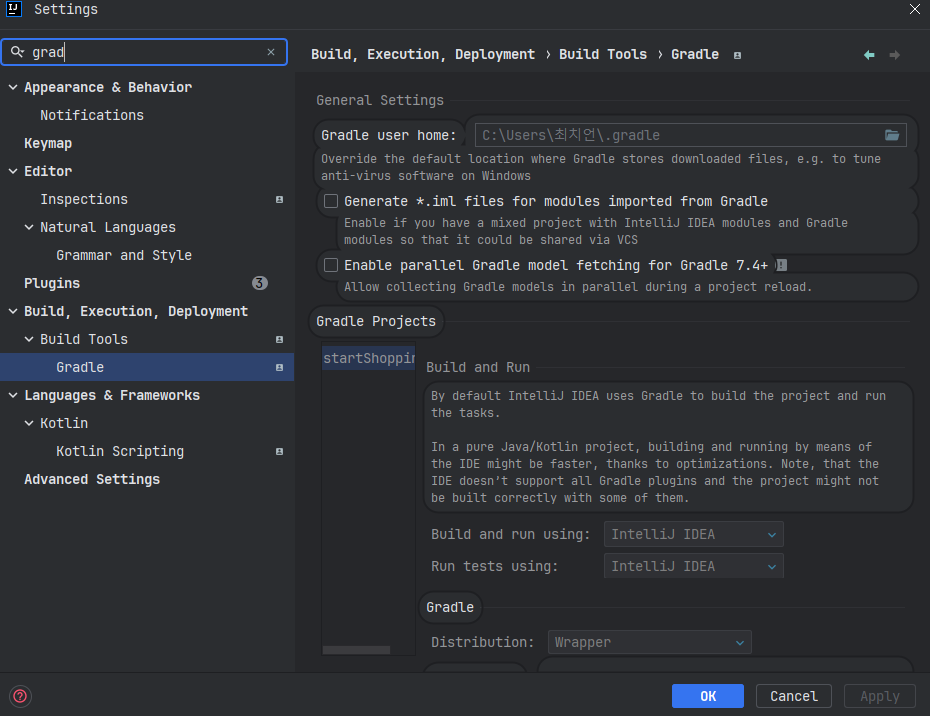 Settings
grad
Appearance & Behavior
Notifications
Keymap
Editor
Inspections
Natural Languages
Grammar and Style
Plugins 3
Build, Execution, Deployment
Build Tools
Gradle
Languages & Frameworks
Kotlin
Kotlin Scripting
Advanced Settings
Build, Execution, Deployment › Build Tools › Gradle
General Settings
Gradle user home: C:\Users\최치언\.gradle
Override the default location where Gradle stores downloaded files, e.g. to tune
anti-virus software on Windows
Generate *.iml files for modules imported from Gradle
Enable if you have a mixed project with IntelliJ IDEA modules and Gradle
modules so that it could be shared via VCS
Enable parallel Gradle model fetching for Gradle 7.4+
Allow collecting Gradle models in parallel during a project reload.
Gradle Projects
startShoppin
Build and Run
By default IntelliJ IDEA uses Gradle to build the project and run
the tasks.
In a pure Java/Kotlin project, building and running by means of
the IDE might be faster, thanks to optimizations. Note, that the
IDE doesn't support all Gradle plugins and the project might not
be built correctly with some of them.
Build and run using: IntelliJ IDEA
Run tests using: IntelliJ IDEA
Gradle
Distribution: Wrapper
OK Cancel Apply